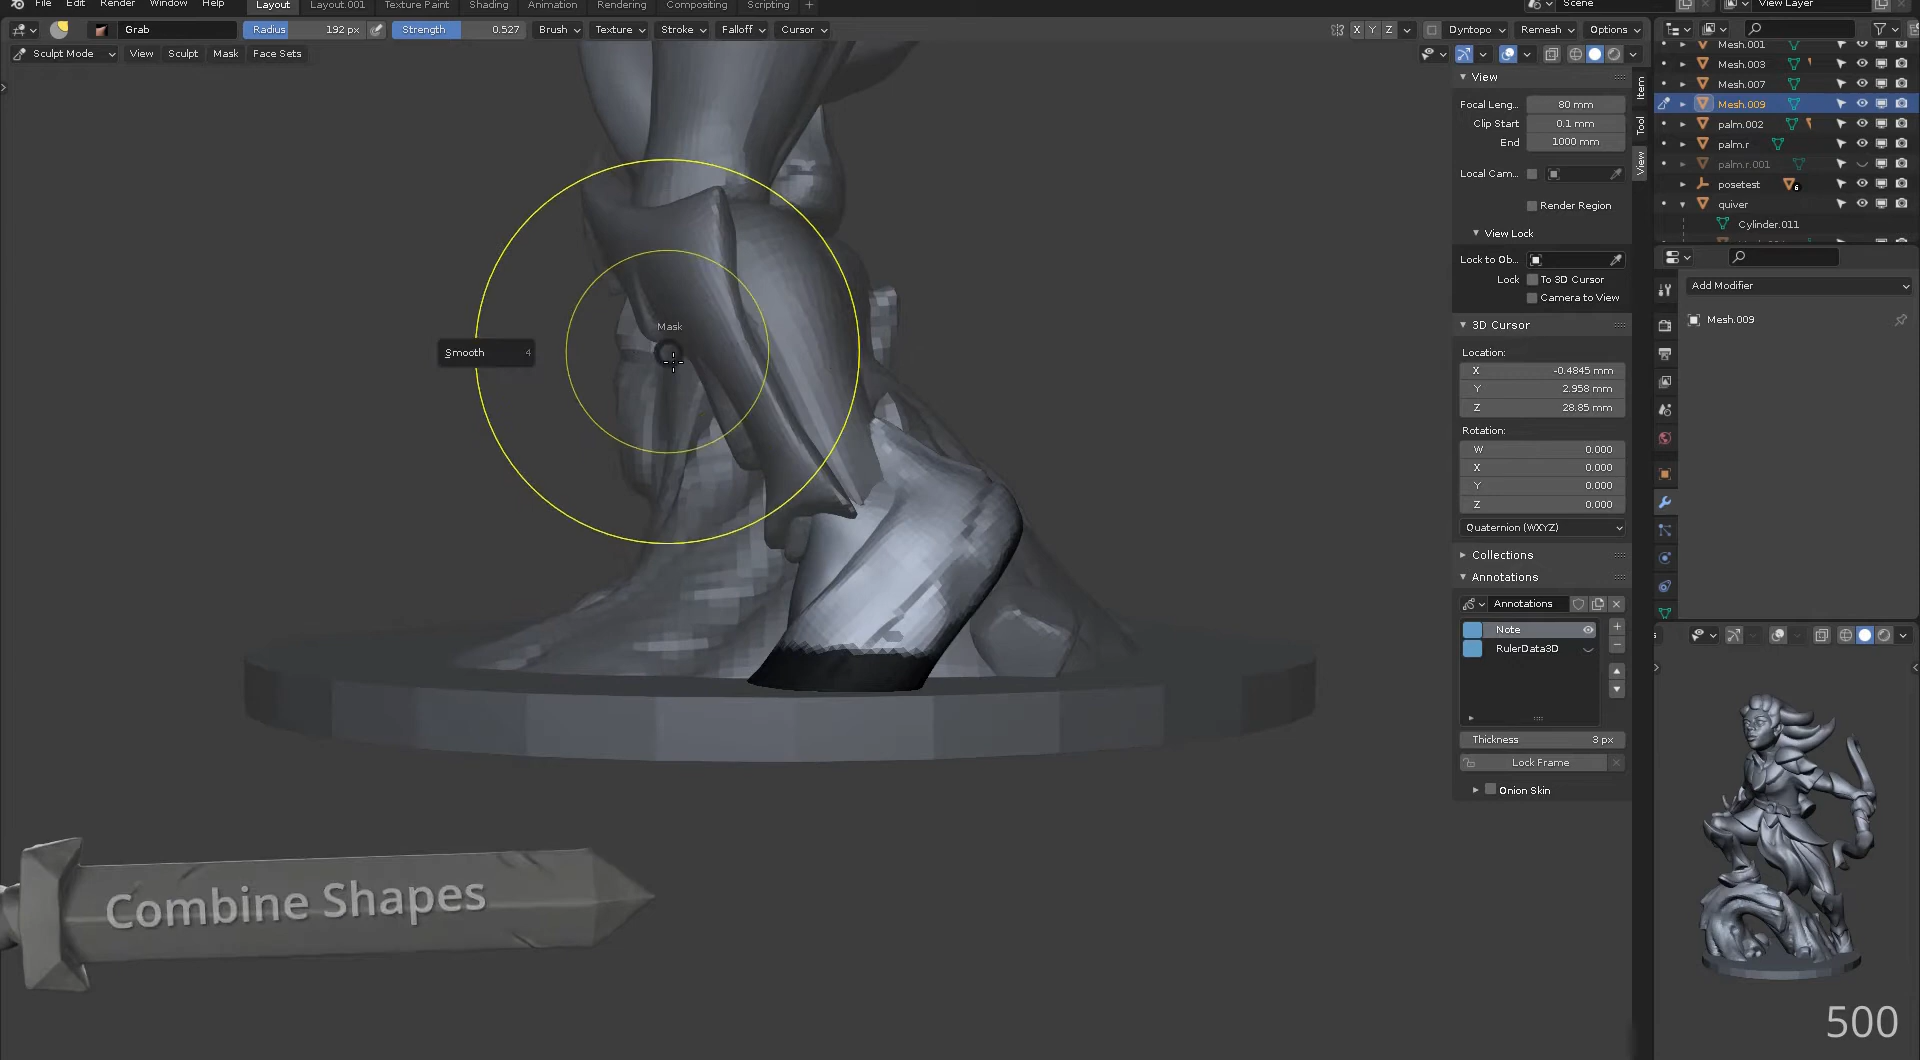 File Edit Render Window Help Layout Layout.001 Texture Paint Shading Animation Rendering Compositing Scripting + Scene View Layer
Grab Radius 192 px Strength 0.527 Brush Texture Stroke Falloff Cursor X Y Z Dyntopo Remesh Options
Sculpt Mode View Sculpt Mask Face Sets
Mask
Smooth 4
Combine Shapes
View
Focal Leng... 80 mm
Clip Start 0.1 mm
End 1000 mm
Local Cam...
Render Region
View Lock
Lock to Ob...
Lock To 3D Cursor
Camera to View
3D Cursor
Location:
X -0.4845 mm
Y 2.958 mm
Z 28.85 mm
Rotation:
W 0.000
X 0.000
Y 0.000
Z 0.000
Quaternion (WXYZ)
Collections
Annotations
Annotations
Note
RulerData3D
Thickness 3 px
Lock Frame
Onion Skin
Item
Tool
View
Mesh.001
Mesh.003
Mesh.007
Mesh.009
palm.002
palm.r
palm.r.001
posetest 6
quiver
Cylinder.011
Add Modifier
Mesh.009
500